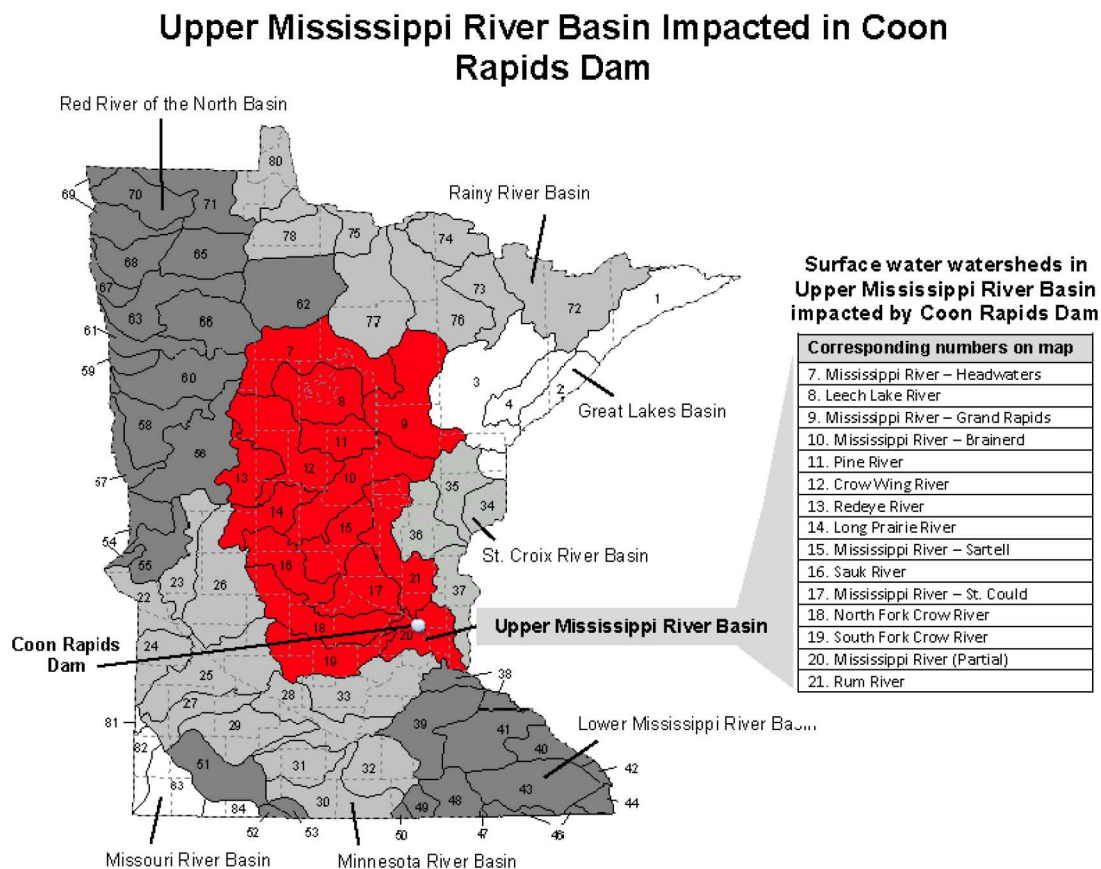 Upper Mississippi River Basin Impacted in Coon
Rapids Dam
Red River of the North Basin
80
69
70
71
Rainy River Basin
78
75
74
68
65
73
72
1
67
62
63
66
77
76
61
7
59
60
3
2
4
8
Great Lakes Basin
58
9
11
56
12
57
13
10
35
34
14
15
36
St. Croix River Basin
54
55
16
21
23
26
17
37
22
18
20
Upper Mississippi River Basin
Coon Rapids
Dam
24
19
25
38
28
33
27
39
Lower Mississippi River Basin
81
29
41
82
40
51
31
32
42
83
43
30
48
44
84
49
52
53
50
47
46
Missouri River Basin
Minnesota River Basin
Surface water watersheds in
Upper Mississippi River Basin
impacted by Coon Rapids Dam
Corresponding numbers on map
7. Mississippi River – Headwaters
8. Leech Lake River
9. Mississippi River – Grand Rapids
10. Mississippi River – Brainerd
11. Pine River
12. Crow Wing River
13. Redeye River
14. Long Prairie River
15. Mississippi River – Sartell
16. Sauk River
17. Mississippi River – St. Could
18. North Fork Crow River
19. South Fork Crow River
20. Mississippi River (Partial)
21. Rum River